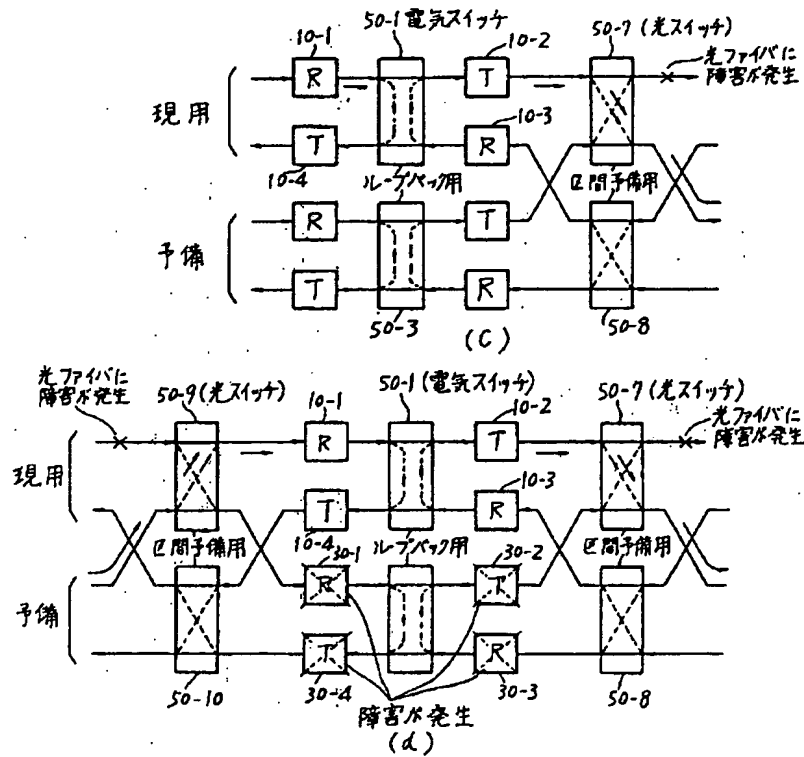 50-1電気スイッチ
50-7(光スイッチ)
10-1
10-2
光ファイバに
障害が発生
R
T
現用
10-3
T
R
10-4
ループバック用
区間予備用
R
T
予備
T
R
50-3
50-8
(C)
光ファイバに
障害が発生
50-9(光スイッチ)
10-1
50-1(電気スイッチ)
10-2
50-7(光スイッチ)
光ファイバに
障害が発生
R
T
現用
10-3
T
R
区間予備用
10-4
ループバック用
区間予備用
30-1
30-2
R
T
予備
T
R
50-10
30-4
30-3
50-8
障害が発生
(d)